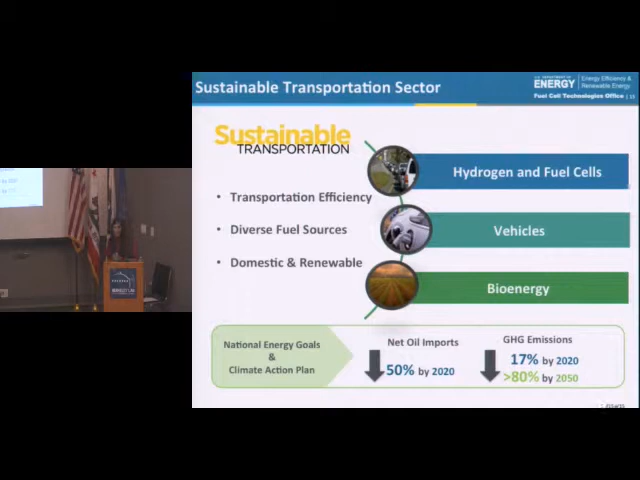 Sustainable Transportation Sector
U.S. DEPARTMENT OF
ENERGY
Energy Efficiency &
Renewable Energy
Fuel Cell Technologies Office |
Sustainable
TRANSPORTATION
Hydrogen and Fuel Cells
• Transportation Efficiency
• Diverse Fuel Sources
Vehicles
• Domestic & Renewable
Bioenergy
National Energy Goals
&
Climate Action Plan
Net Oil Imports
50% by 2020
GHG Emissions
17% by 2020
>80% by 2050